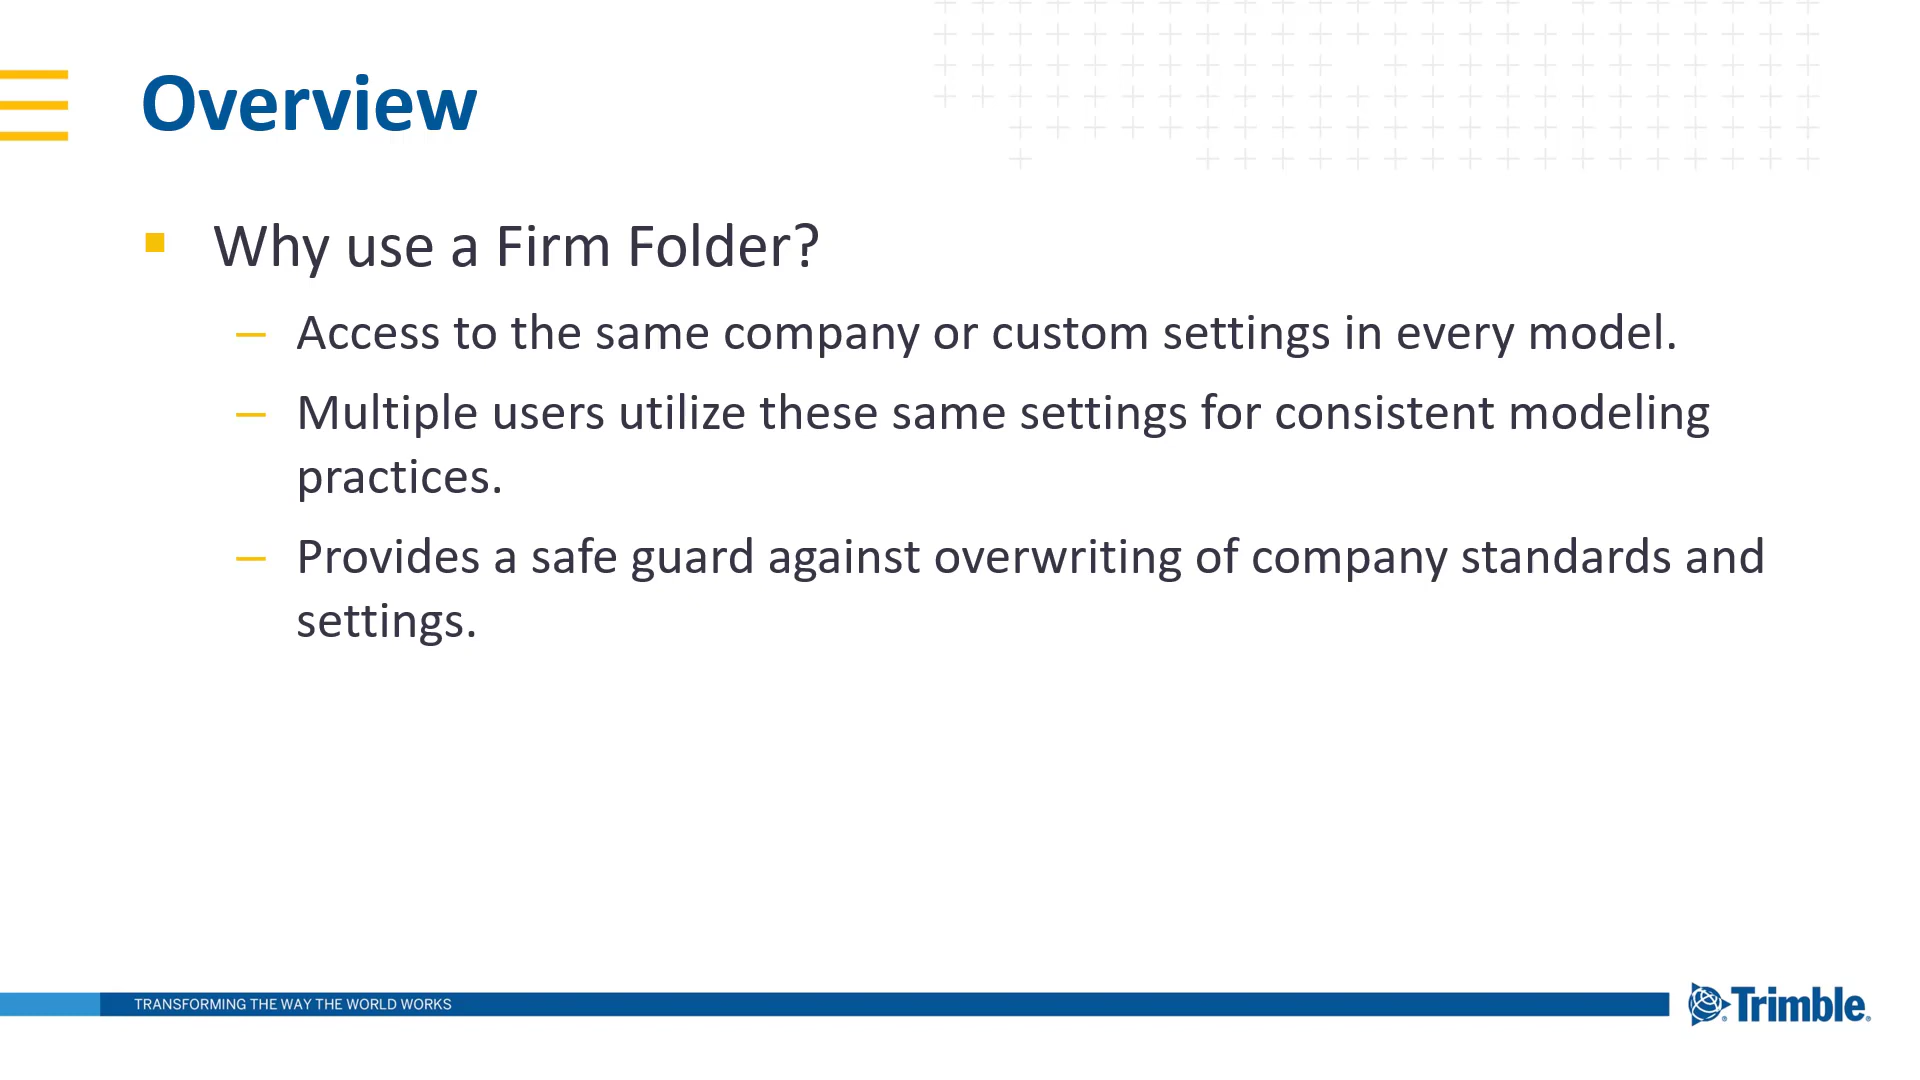 Overview
Why use a Firm Folder?
– Access to the same company or custom settings in every model.
– Multiple users utilize these same settings for consistent modeling
practices.
– Provides a safe guard against overwriting of company standards and
settings.
TRANSFORMING THE WAY THE WORLD WORKS
Trimble